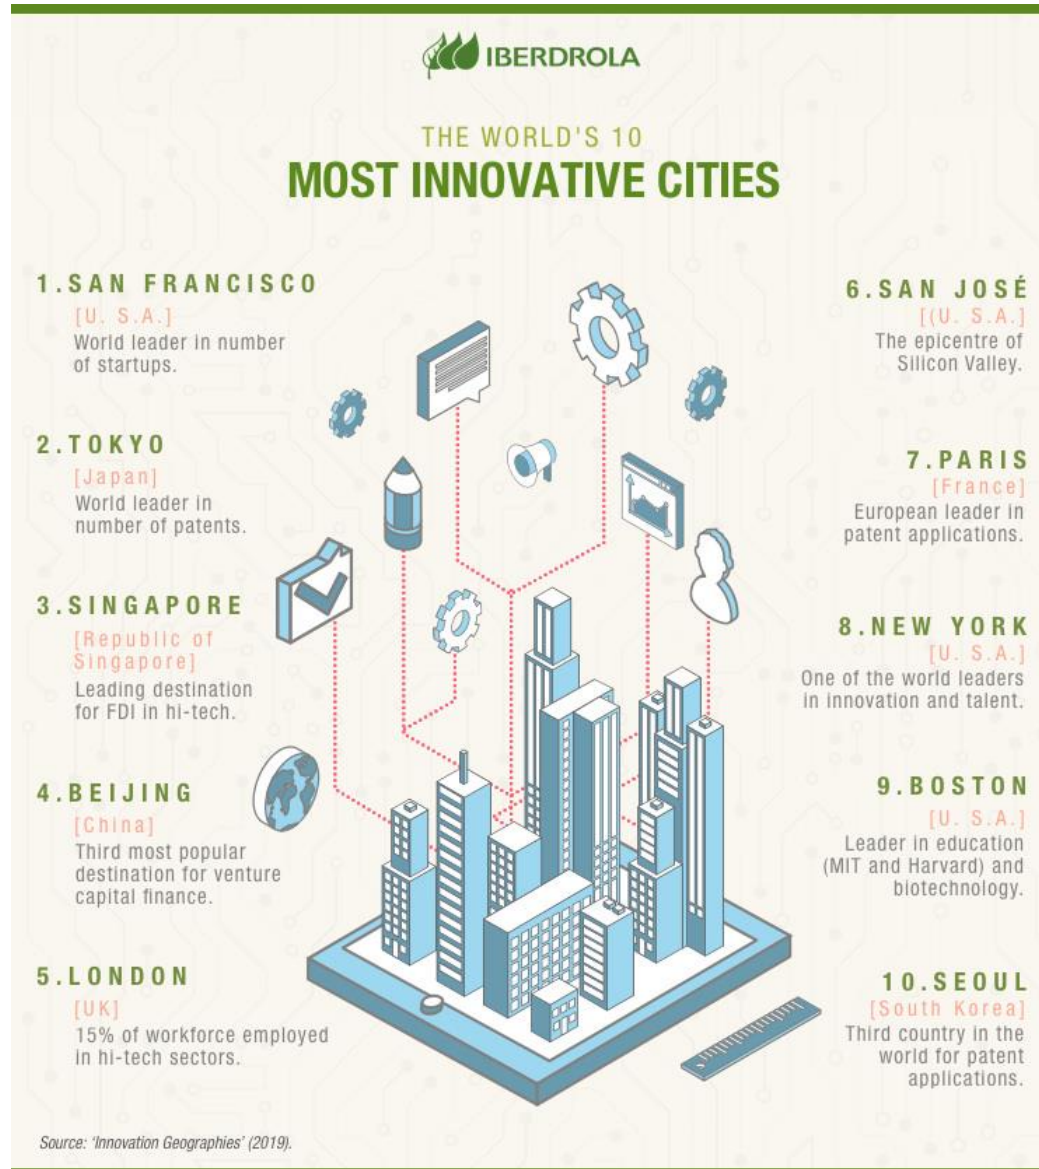 IBERDROLA
THE WORLD'S 10
MOST INNOVATIVE CITIES
1.SAN FRANCISCO
[U. S.A.]
World leader in number
of startups.
2.TOKYO
[Japan]
World leader in
number of patents.
3.SINGAPORE
[Republic of
Singapore]
Leading destination
for FDI in hi-tech.
4.BEIJING
[China]
Third most popular
destination for venture
capital finance.
5.LONDON
[UK]
15% of workforce employed
in hi-tech sectors.
6.SAN JOSÉ
[(U. S.A.]
The epicentre of
Silicon Valley.
7.PARIS
[France]
European leader in
patent applications.
8.NEW YORK
[U. S.A.]
One of the world leaders
in innovation and talent.
9.BOSTON
[U. S.A.]
Leader in education
(MIT and Harvard) and
biotechnology.
10.SEOUL
[South Korea]
Third country in the
world for patent
applications.
Source: 'Innovation Geographies' (2019).